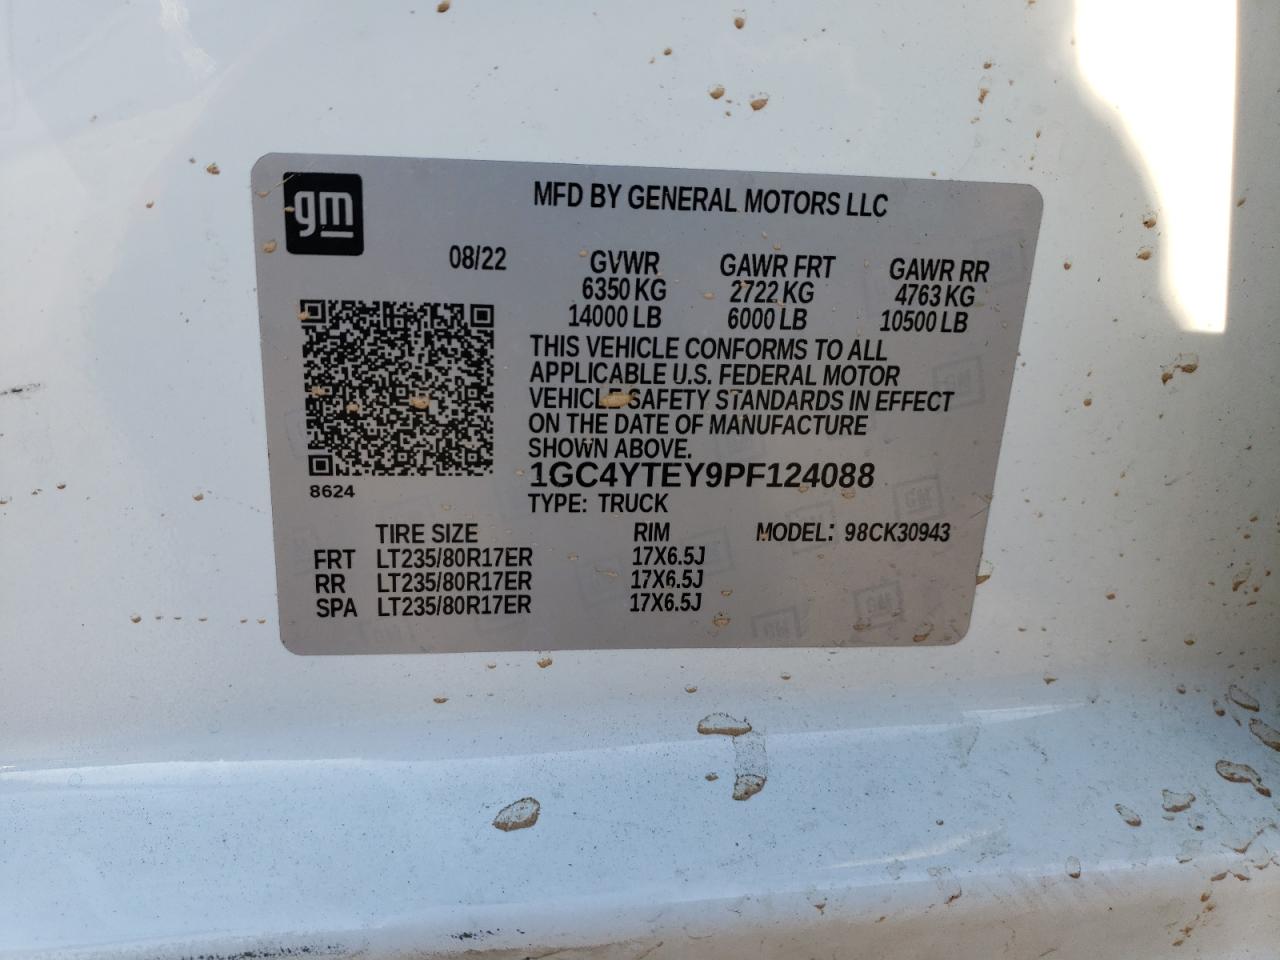 gm
MFD BY GENERAL MOTORS LLC
08/22 GVWR GAWR FRT GAWR RR
6350 KG 2722 KG 4763 KG
14000 LB 6000 LB 10500 LB
THIS VEHICLE CONFORMS TO ALL
APPLICABLE U.S. FEDERAL MOTOR
VEHICLE SAFETY STANDARDS IN EFFECT
ON THE DATE OF MANUFACTURE
SHOWN ABOVE.
1GC4YTEY9PF124088
8624
TYPE: TRUCK
TIRE SIZE RIM MODEL: 98CK30943
FRT LT235/80R17ER 17X6.5J
RR LT235/80R17ER 17X6.5J
SPA LT235/80R17ER 17X6.5J